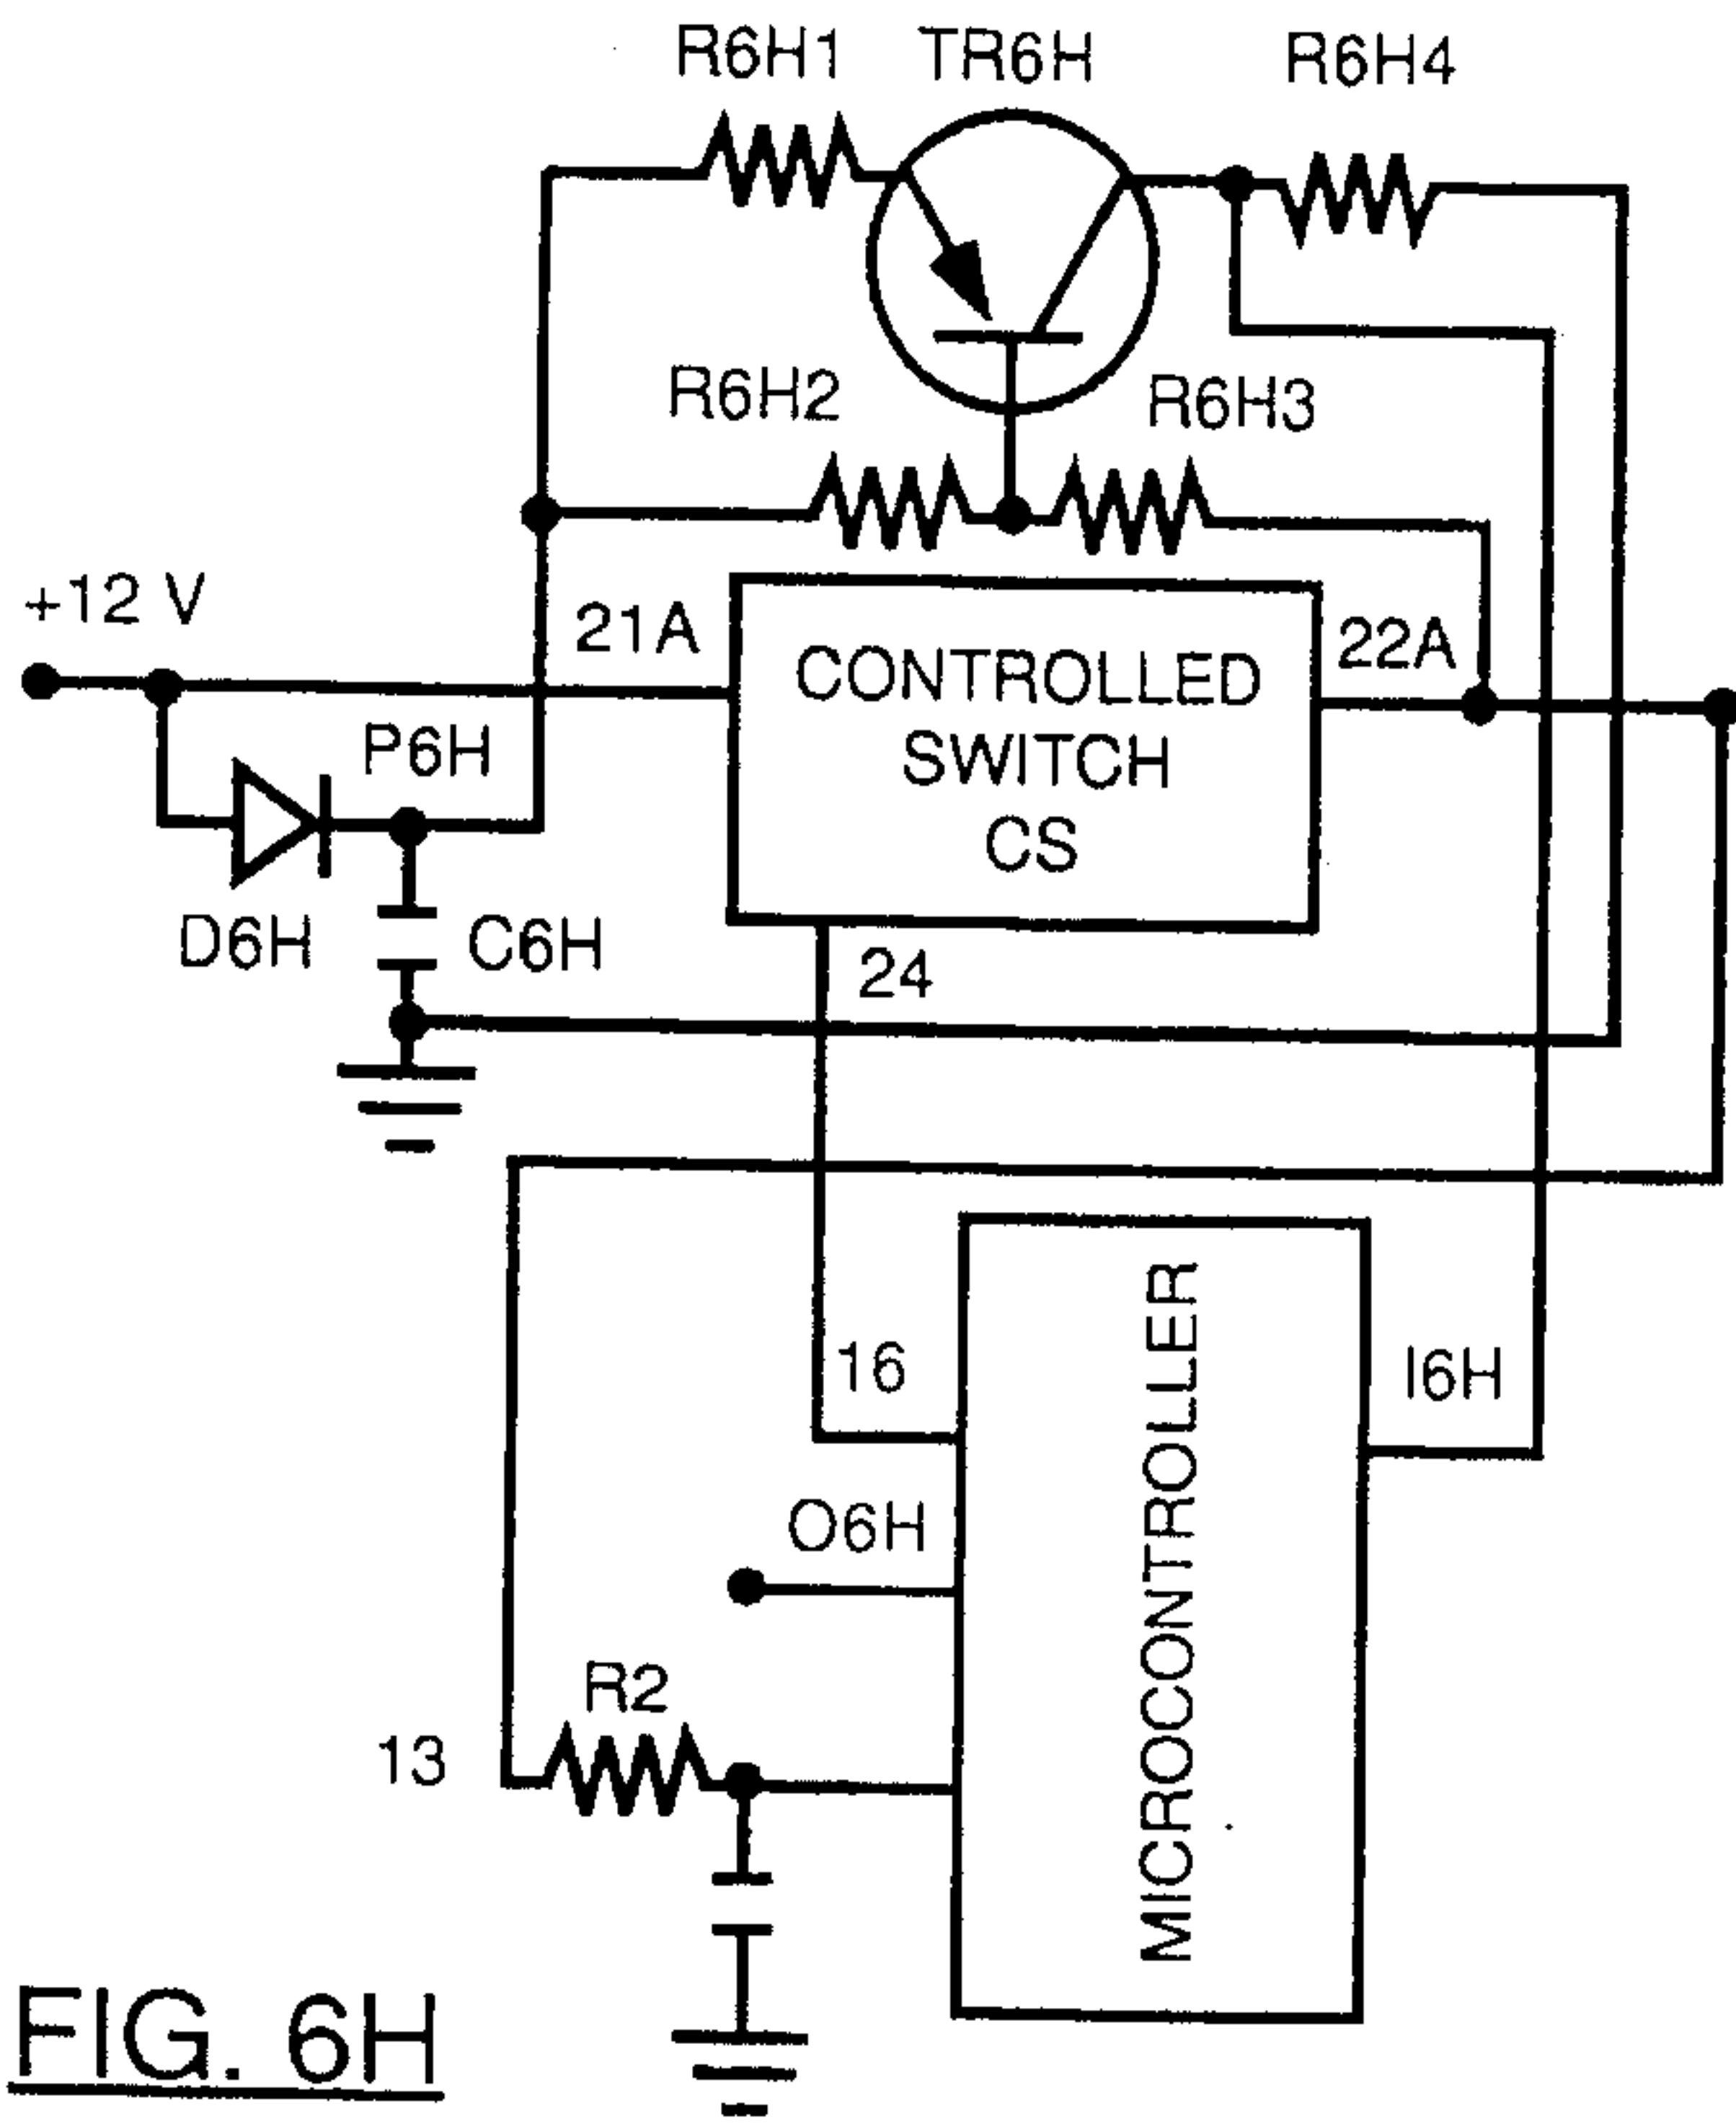 R6H1 TR6H R6H4
R6H2 R6H3
+12 V 21A 22A
CONTROLLED
SWITCH
CS
P6H
D6H C6H
24
16 I6H
MICROCONTROLLER
O6H
R2
13
FIG. 6H